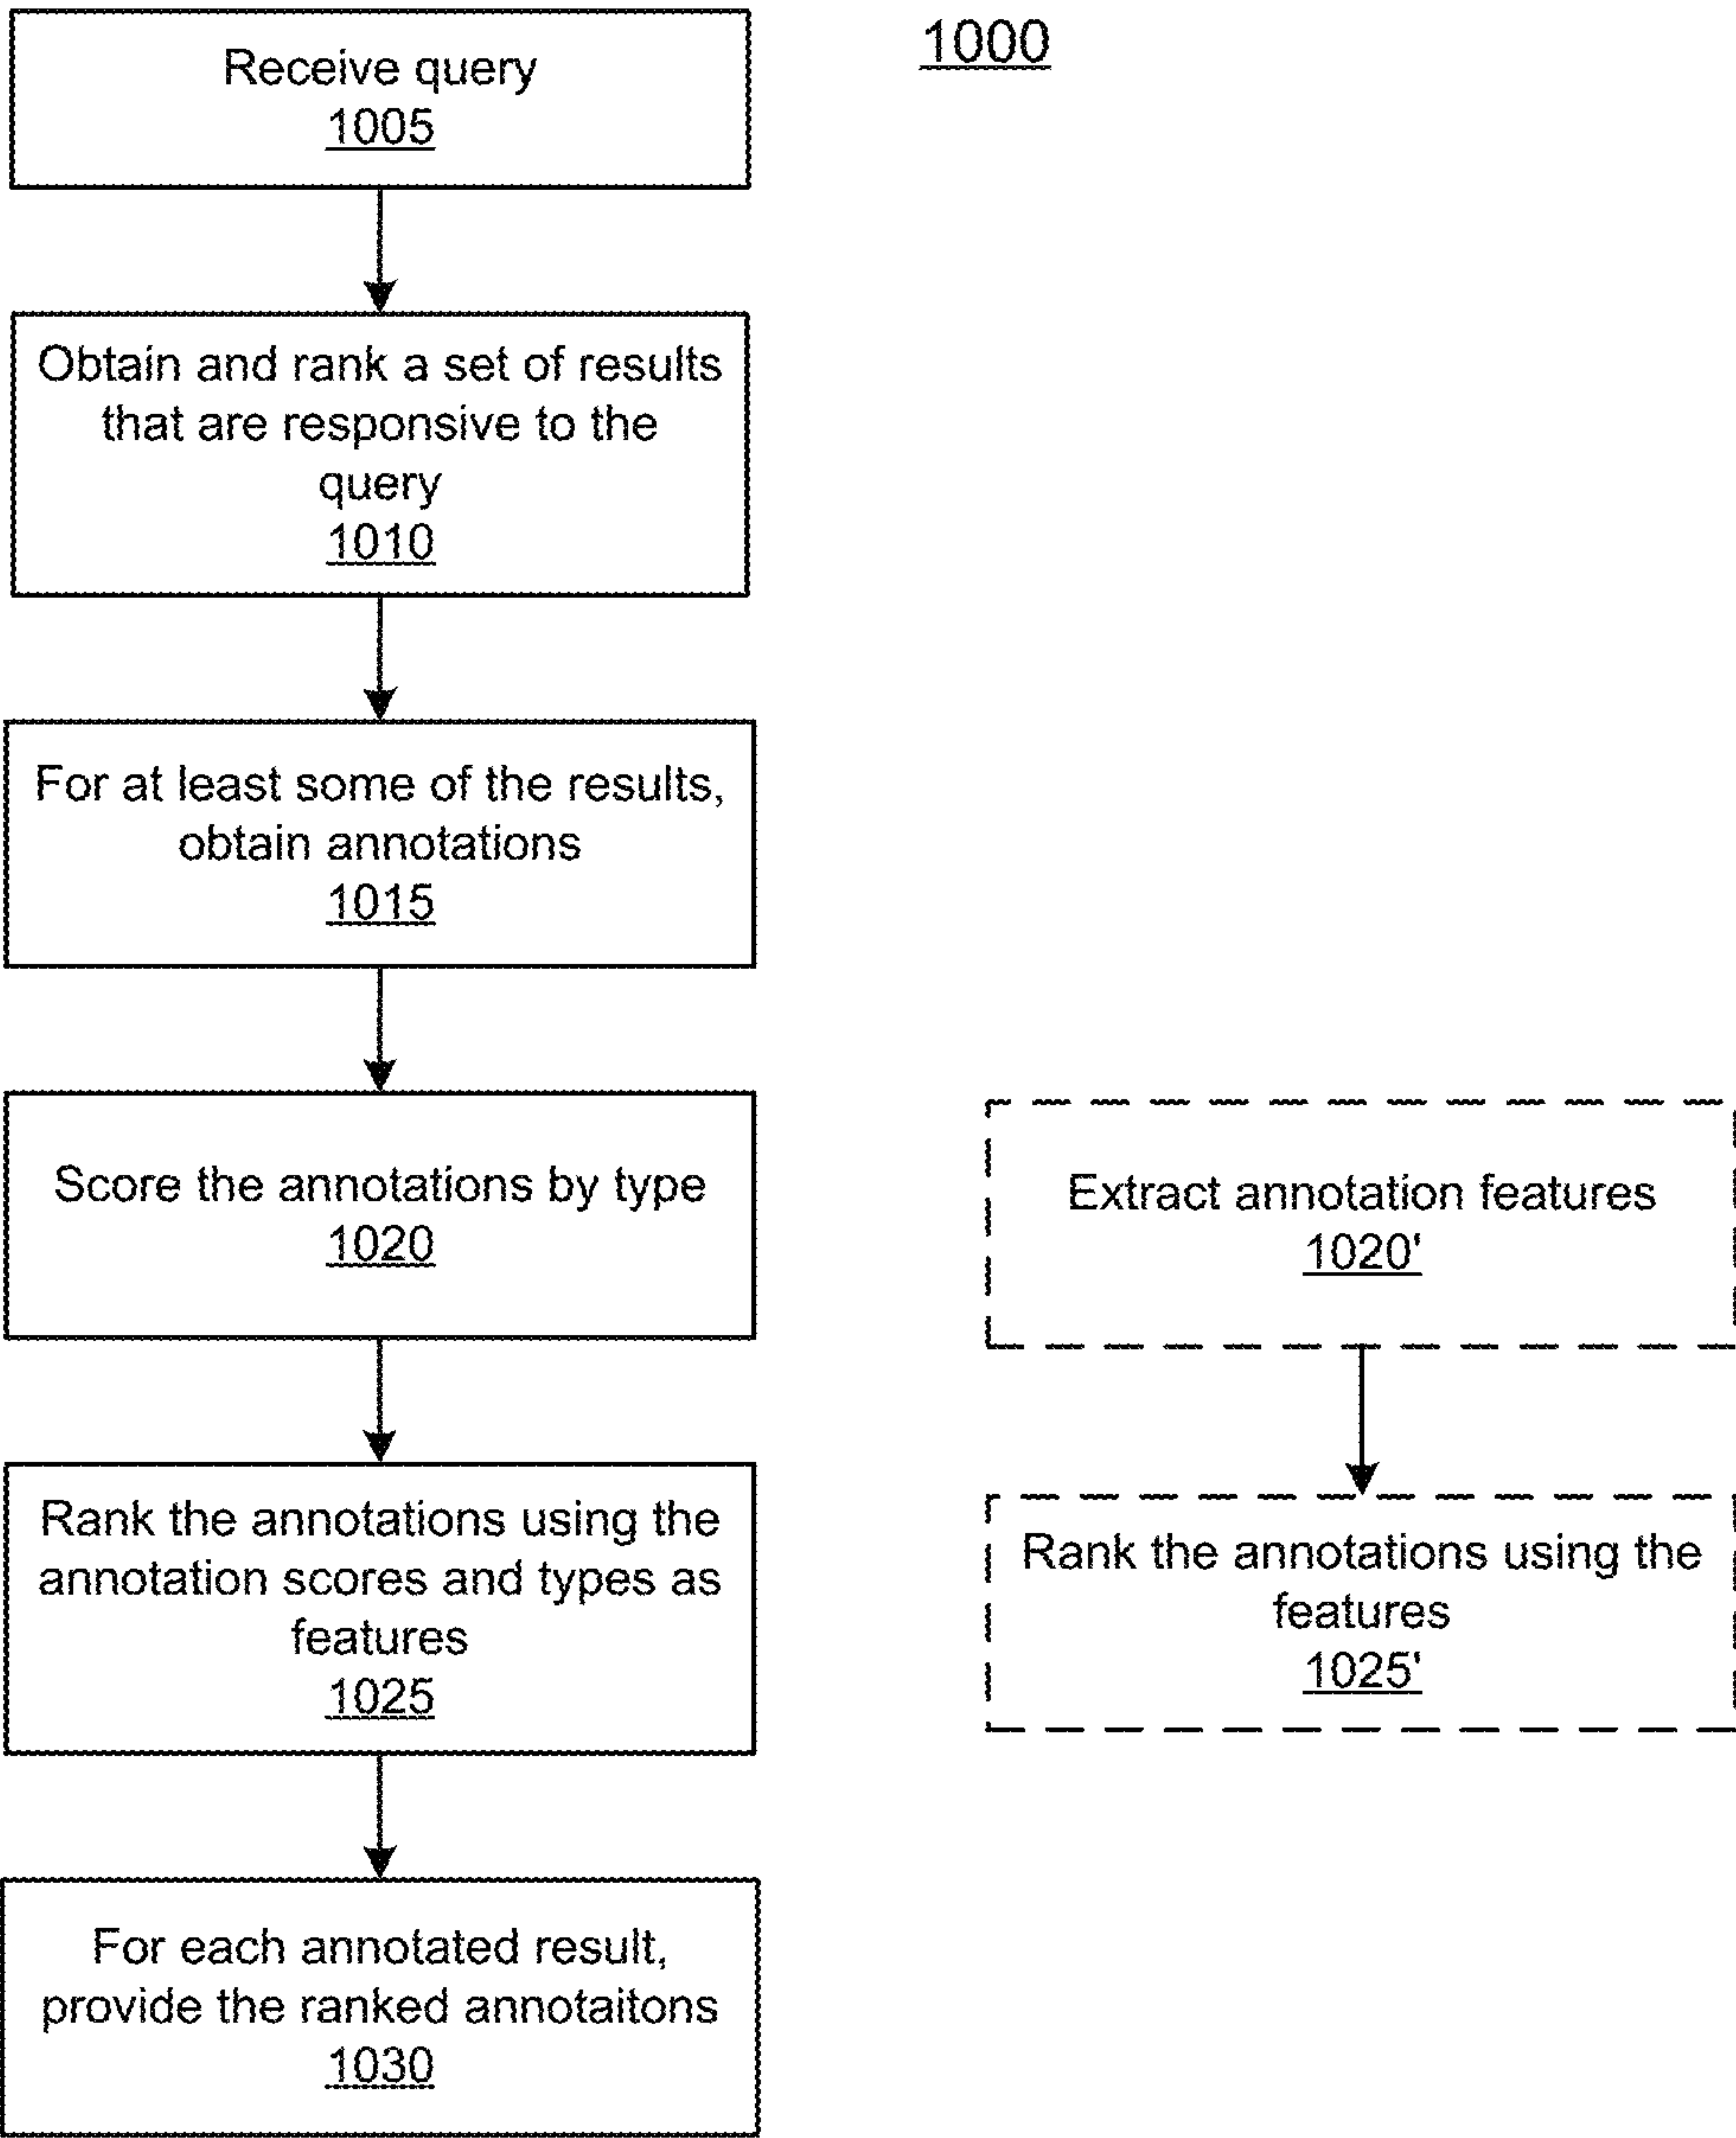 1000
Receive query
1005
Obtain and rank a set of results
that are responsive to the
query
1010
For at least some of the results,
obtain annotations
1015
Score the annotations by type
1020
Extract annotation features
1020'
Rank the annotations using the
annotation scores and types as
features
1025
Rank the annotations using the
features
1025'
For each annotated result,
provide the ranked annotaitons
1030